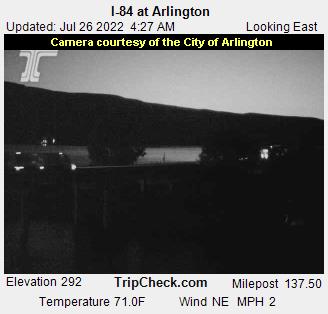 I-84 at Arlington
Updated: Jul 26 2022 4:27 AM Looking East
Camera courtesy of the City of Arlington
Elevation 292 TripCheck.com Milepost 137.50
Temperature 71.0F Wind NE MPH 2